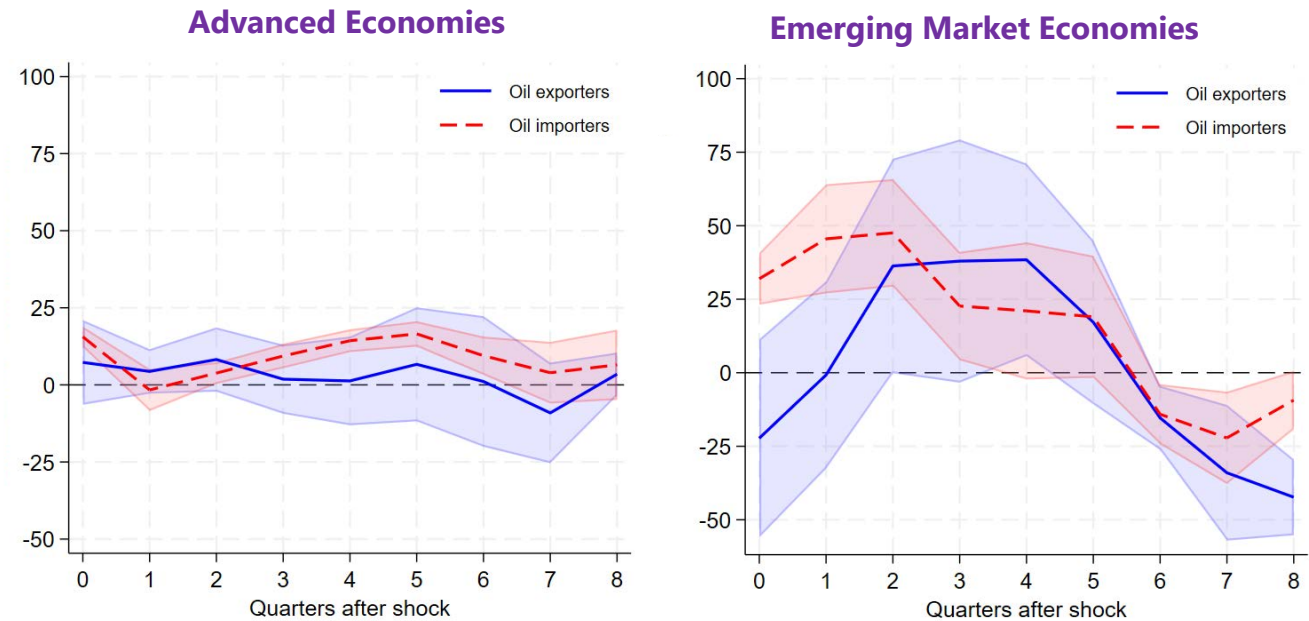 Advanced Economies
100
75
50
25
0
-25
-50
Oil exporters
Oil importers
0 1 2 3 4 5 6 7 8
Quarters after shock
Emerging Market Economies
100
75
50
25
0
-25
-50
Oil exporters
Oil importers
0 1 2 3 4 5 6 7 8
Quarters after shock